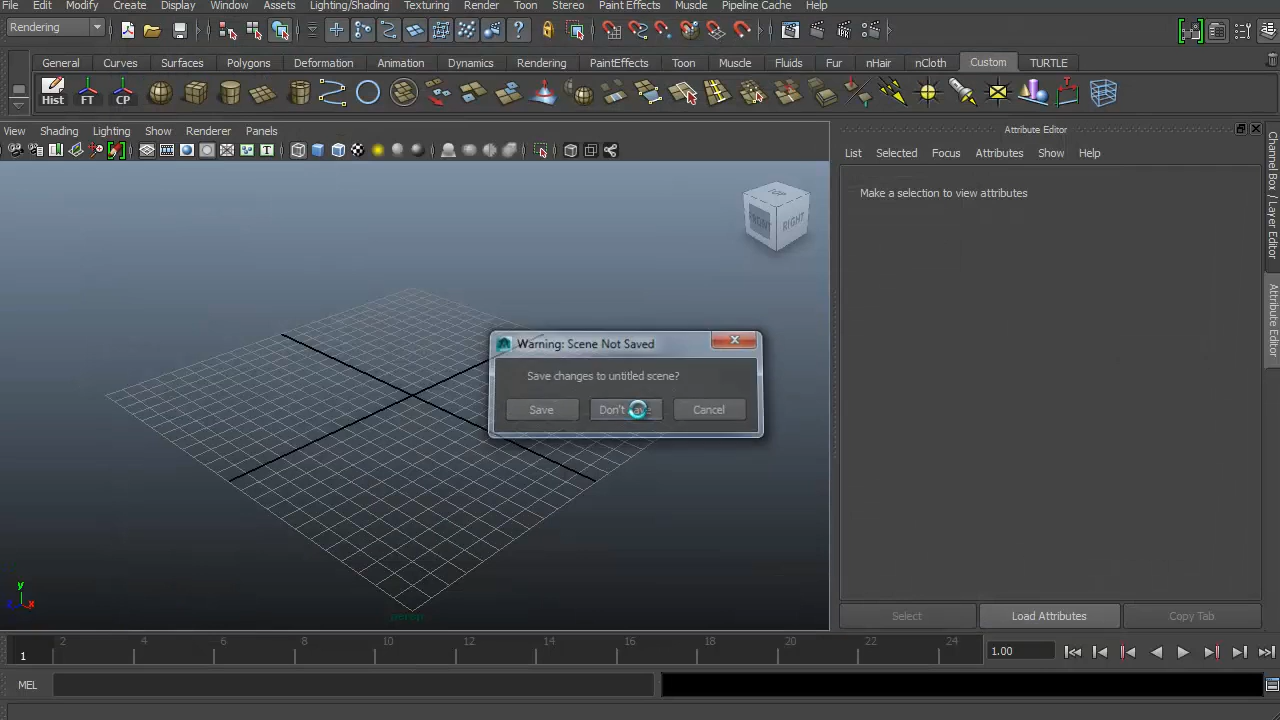 File Edit Modify Create Display Window Assets Lighting/Shading Texturing Render Toon Stereo Paint Effects Muscle Pipeline Cache Help
Rendering
General Curves Surfaces Polygons Deformation Animation Dynamics Rendering PaintEffects Toon Muscle Fluids Fur nHair nCloth Custom TURTLE
Hist FT CP
View Shading Lighting Show Renderer Panels
Attribute Editor
List Selected Focus Attributes Show Help
Make a selection to view attributes
TOP
FRONT RIGHT
Channel Box / Layer Editor
Attribute Editor
Warning: Scene Not Saved
Save changes to untitled scene?
Save Don't Cancel
persp
y
z x
Select Load Attributes Copy Tab
1 2 4 6 8 10 12 14 16 18 20 22 24 1.00
MEL